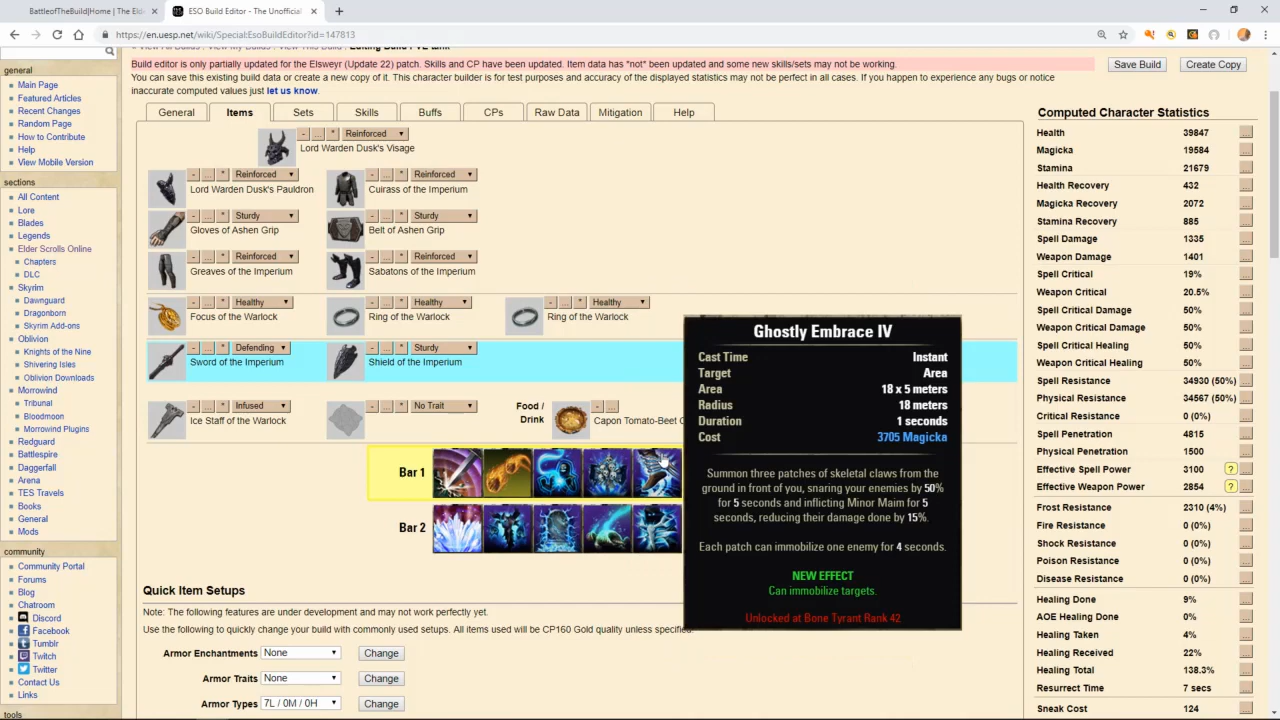 BattleoftheBuild|Home | The Eld
ESO Build Editor - The Unofficial
https://en.uesp.net/wiki/Special:EsoBuildEditor?id=147813
« View All Builds : View My Builds : View This Build : Editing Build PVE tank
Build editor is only partially updated for the Elsweyr (Update 22) patch. Skills and CP have been updated. Item data has *not* been updated and some new skills/sets may not be working.
Save Build
Create Copy
You can save this existing build data or create a new copy of it. This character builder is for test purposes and accuracy of the displayed statistics may not be perfect in all cases. If you happen to experience any bugs or notice
inaccurate computed values just let us know.
general
Main Page
Featured Articles
Recent Changes
Random Page
How to Contribute
Help
View Mobile Version
sections
All Content
Lore
Blades
Legends
Elder Scrolls Online
Chapters
DLC
Skyrim
Dawnguard
Dragonborn
Skyrim Add-ons
Oblivion
Knights of the Nine
Shivering Isles
Oblivion Downloads
Morrowind
Tribunal
Bloodmoon
Morrowind Plugins
Redguard
Battlespire
Daggerfall
Arena
TES Travels
Books
General
Mods
community
Community Portal
Forums
Blog
Chatroom
Discord
Facebook
Tumblr
Twitch
Twitter
Contact Us
Links
tools
General Items Sets Skills Buffs CPs Raw Data Mitigation Help
- ... * Reinforced
Lord Warden Dusk's Visage
- ... * Reinforced
Lord Warden Dusk's Pauldron
- ... * Reinforced
Cuirass of the Imperium
- ... * Sturdy
Gloves of Ashen Grip
- ... * Sturdy
Belt of Ashen Grip
- ... * Reinforced
Greaves of the Imperium
- ... * Reinforced
Sabatons of the Imperium
- ... * Healthy
Focus of the Warlock
- ... * Healthy
Ring of the Warlock
- ... * Healthy
Ring of the Warlock
- ... * Defending
Sword of the Imperium
- ... * Sturdy
Shield of the Imperium
- ... * Infused
Ice Staff of the Warlock
- ... * No Trait
Food /
Drink
- ...
Capon Tomato-Beet C
Bar 1
Bar 2
Ghostly Embrace IV
Cast Time Instant
Target Area
Area 18 x 5 meters
Radius 18 meters
Duration 1 seconds
Cost 3705 Magicka
Summon three patches of skeletal claws from the
ground in front of you, snaring your enemies by 50%
for 5 seconds and inflicting Minor Maim for 5
seconds, reducing their damage done by 15%.
Each patch can immobilize one enemy for 4 seconds.
NEW EFFECT
Can immobilize targets.
Unlocked at Bone Tyrant Rank 42
Quick Item Setups
Note: The following features are under development and may not work perfectly yet.
Use the following to quickly change your build with commonly used setups. All items used will be CP160 Gold quality unless specified.
Armor Enchantments None Change
Armor Traits None Change
Armor Types 7L / 0M / 0H Change
Computed Character Statistics
Health 39847 ...
Magicka 19584 ...
Stamina 21679 ...
Health Recovery 432 ...
Magicka Recovery 2072 ...
Stamina Recovery 885 ...
Spell Damage 1335 ...
Weapon Damage 1401 ...
Spell Critical 19% ...
Weapon Critical 20.5% ...
Spell Critical Damage 50% ...
Weapon Critical Damage 50% ...
Spell Critical Healing 50% ...
Weapon Critical Healing 50% ...
Spell Resistance 34930 (50%) ...
Physical Resistance 34567 (50%) ...
Critical Resistance 0 (0%) ...
Spell Penetration 4815 ...
Physical Penetration 1500 ...
Effective Spell Power 3100 ? ...
Effective Weapon Power 2854 ? ...
Frost Resistance 2310 (4%) ...
Fire Resistance 0 (0%) ...
Shock Resistance 0 (0%) ...
Poison Resistance 0 (0%) ...
Disease Resistance 0 (0%) ...
Healing Done 9% ...
AOE Healing Done 0% ...
Healing Taken 4% ...
Healing Received 22% ...
Healing Total 138.3% ...
Resurrect Time 7 secs ...
Sneak Cost 124 ...